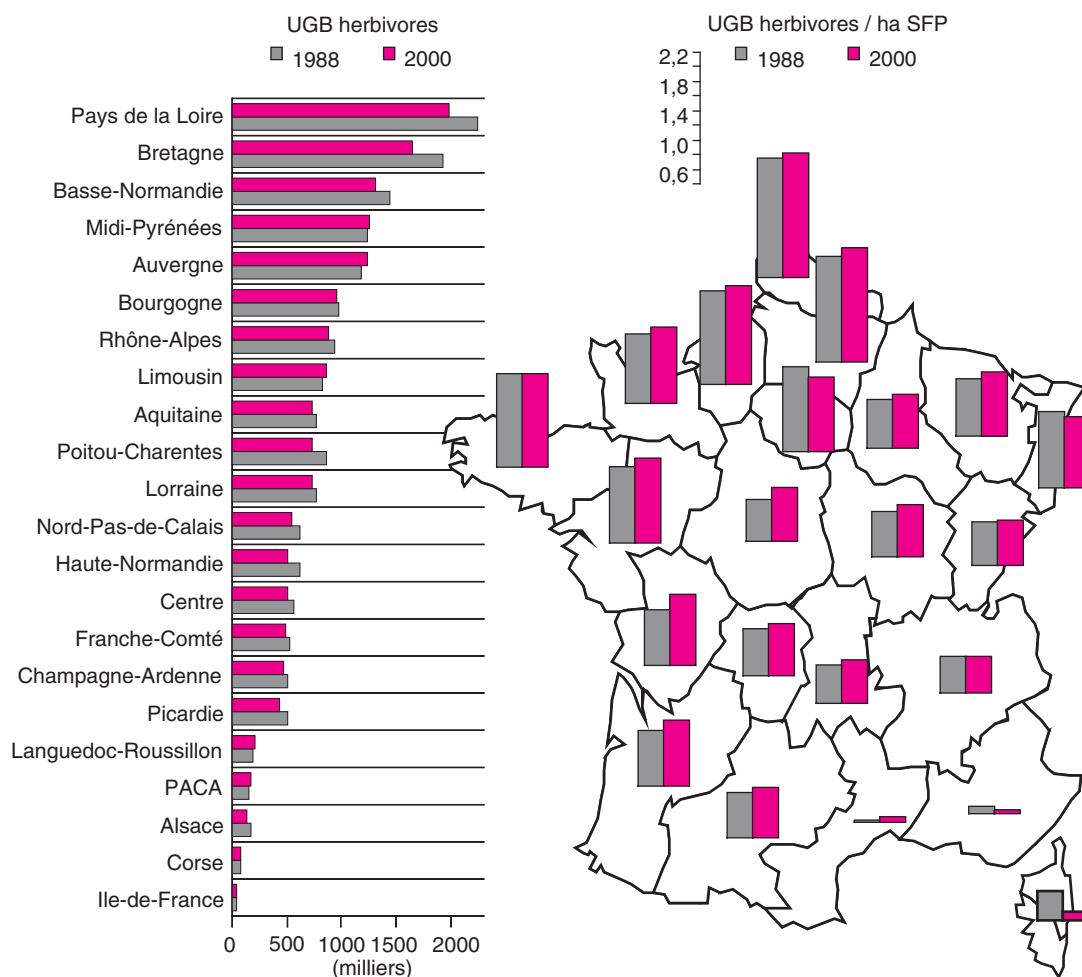 UGB herbivores
1988 2000
Pays de la Loire
Bretagne
Basse-Normandie
Midi-Pyrénées
Auvergne
Bourgogne
Rhône-Alpes
Limousin
Aquitaine
Poitou-Charentes
Lorraine
Nord-Pas-de-Calais
Haute-Normandie
Centre
Franche-Comté
Champagne-Ardenne
Picardie
Languedoc-Roussillon
PACA
Alsace
Corse
Ile-de-France
0 500 1000 1500 2000
(milliers)
UGB herbivores / ha SFP
1988 2000
2,2
1,8
1,4
1,0
0,6